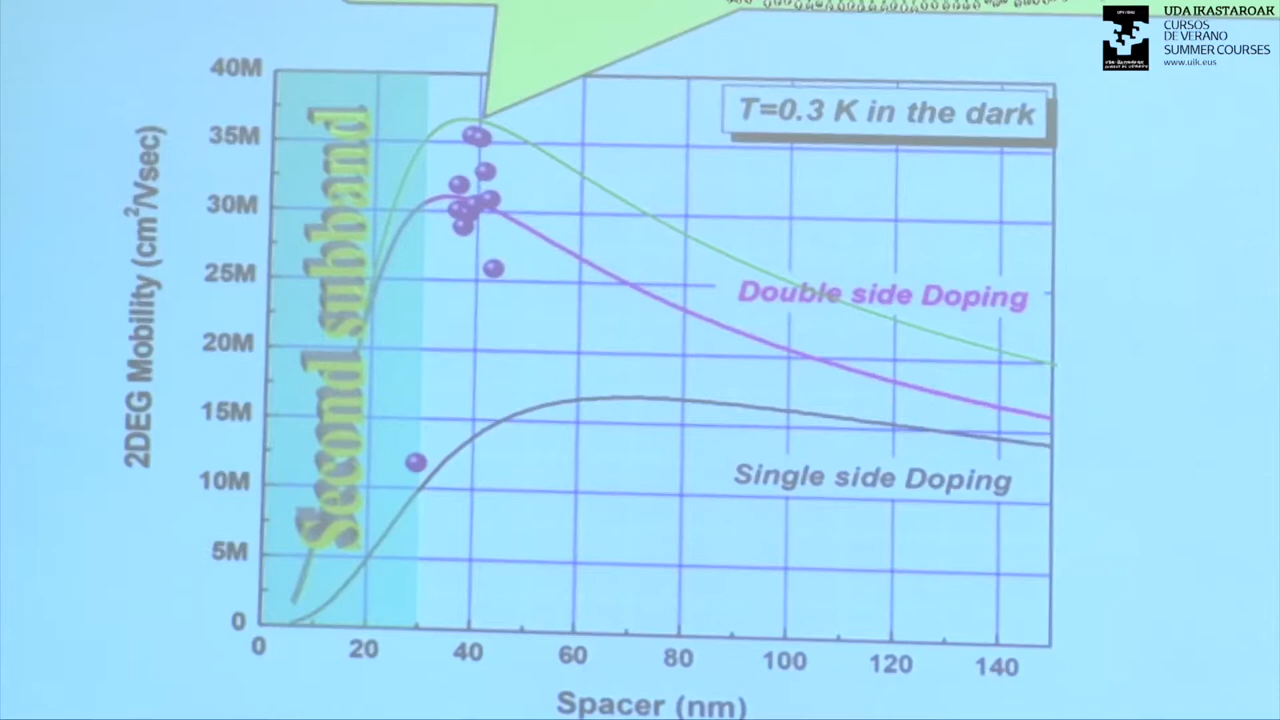 UDA IKASTAROAK
CURSOS
DE VERANO
SUMMER COURSES
www.uik.eus
T=0.3 K in the dark
40M
35M
30M
25M
20M
15M
10M
5M
0
2DEG Mobility (cm²/Vsec)
Second subband
Double side Doping
Single side Doping
0 20 40 60 80 100 120 140
Spacer (nm)